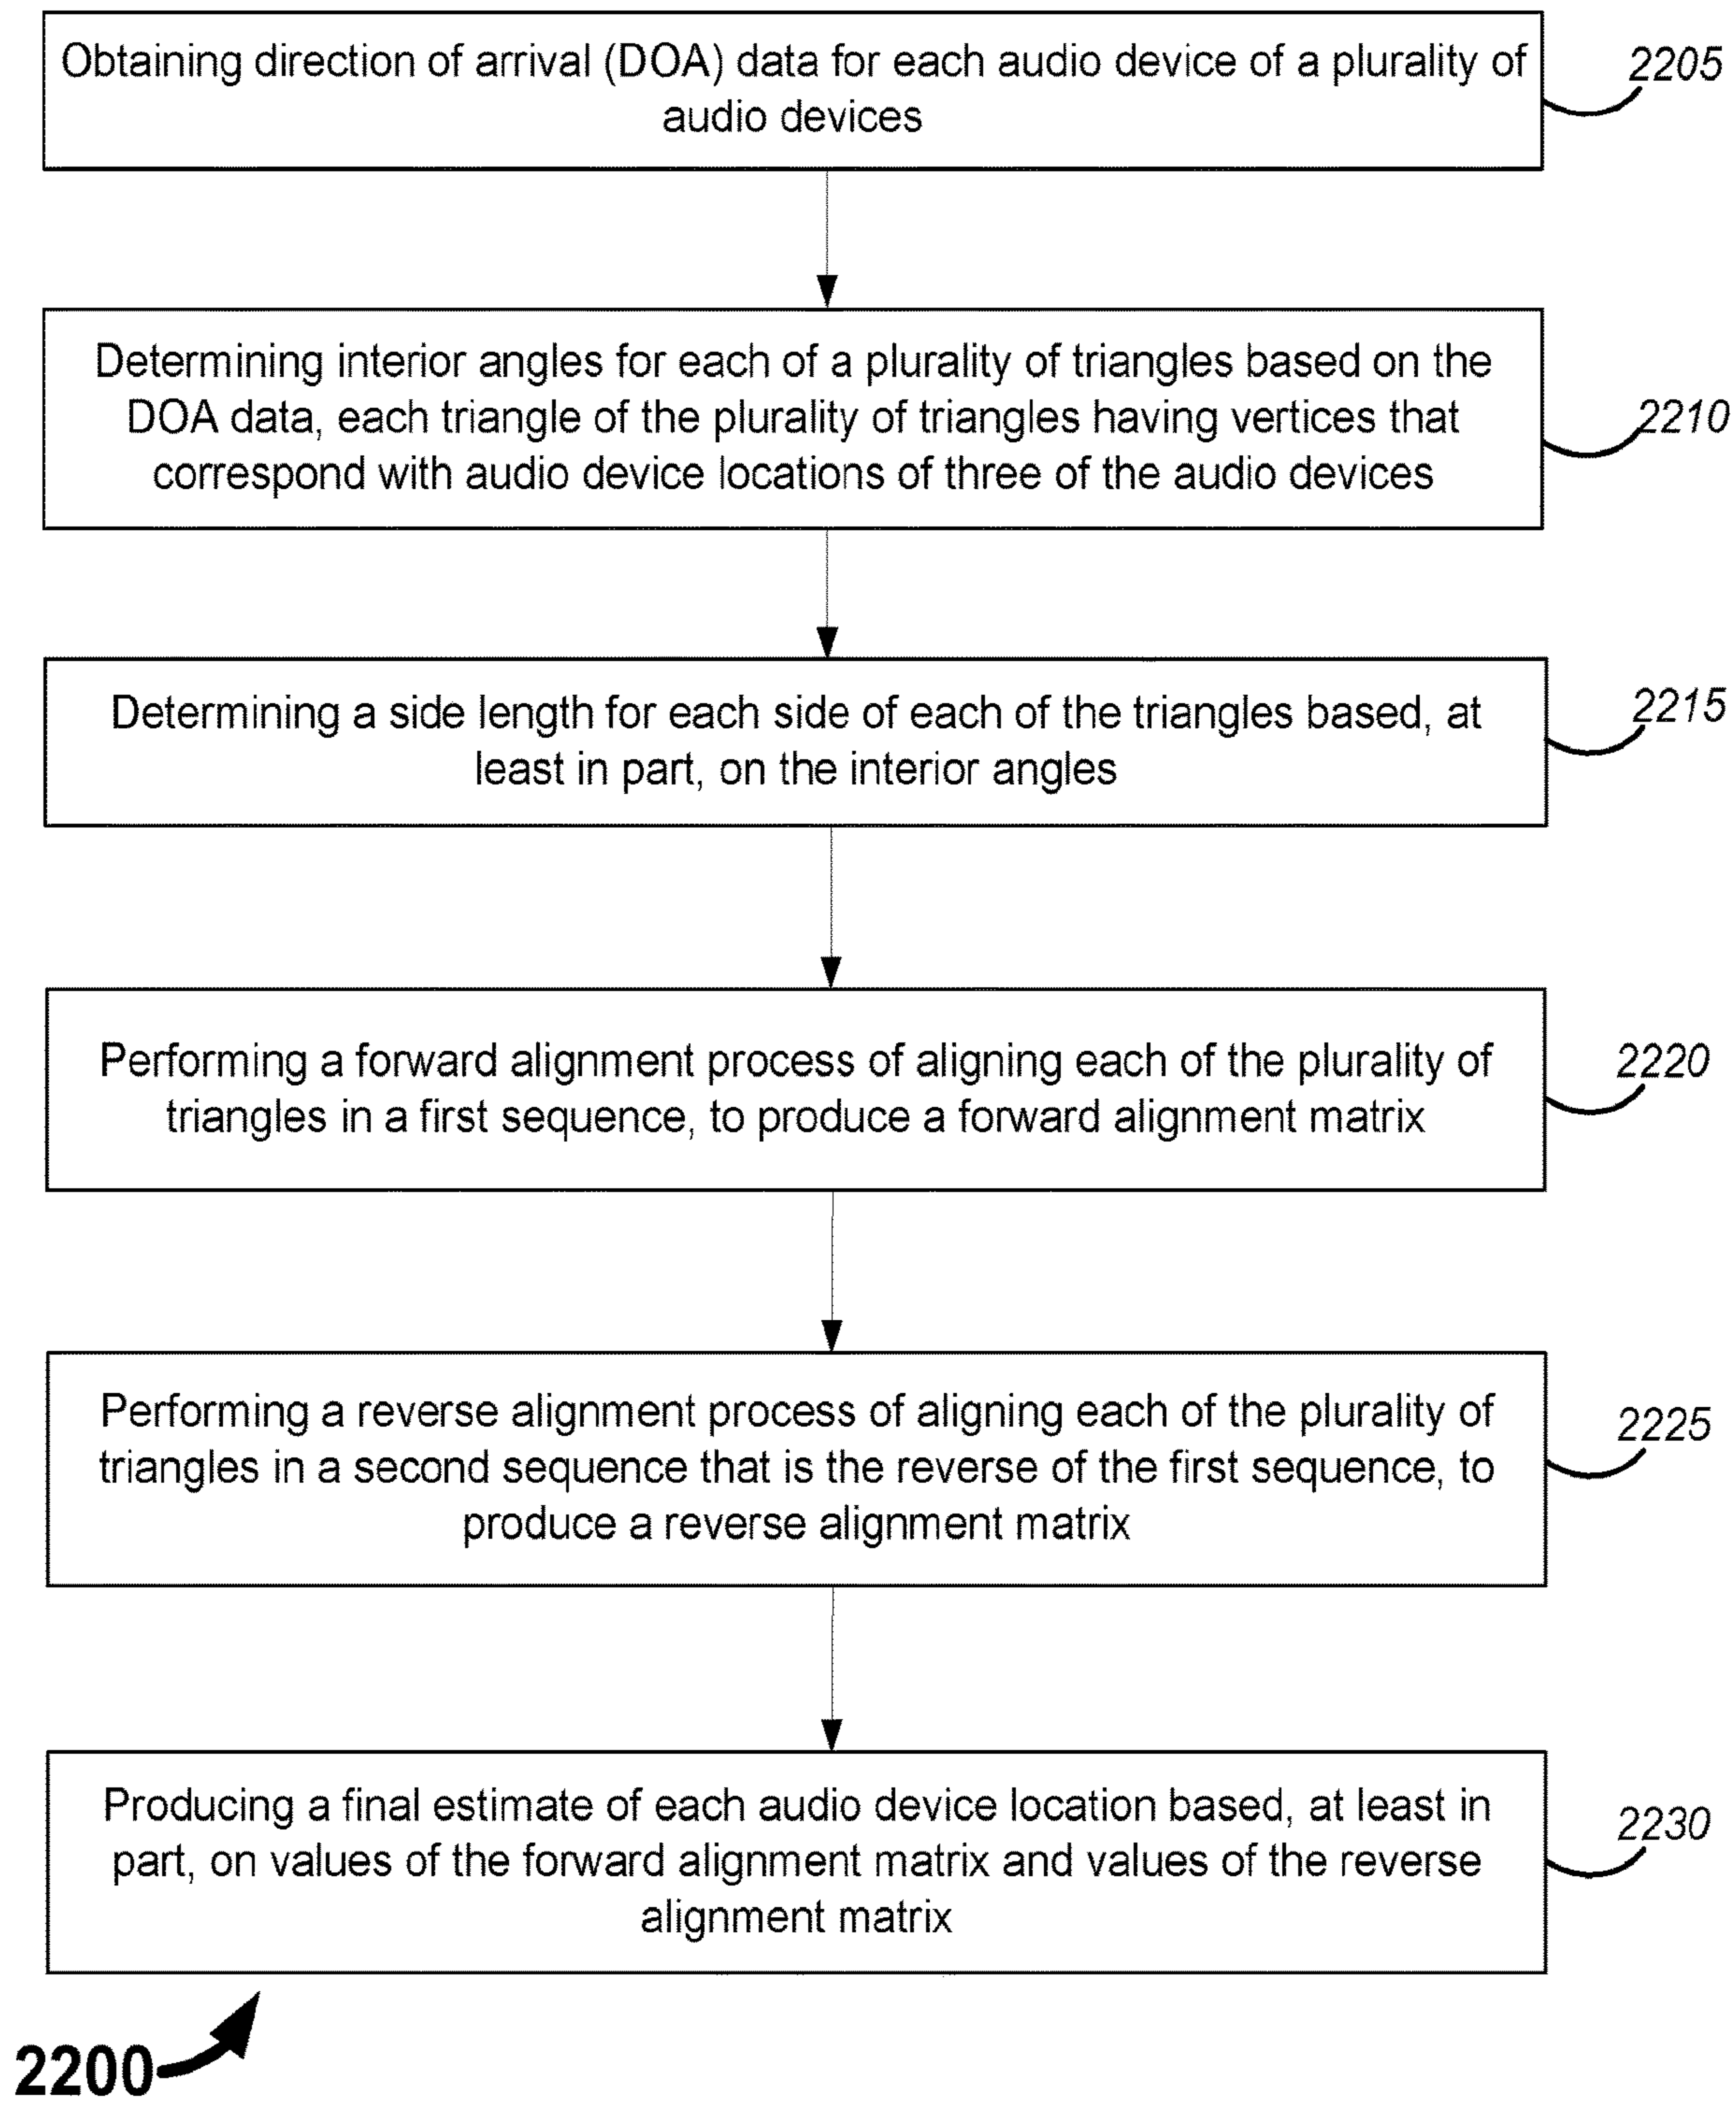 Obtaining direction of arrival (DOA) data for each audio device of a plurality of
audio devices
2205
Determining interior angles for each of a plurality of triangles based on the
DOA data, each triangle of the plurality of triangles having vertices that
correspond with audio device locations of three of the audio devices
2210
Determining a side length for each side of each of the triangles based, at
least in part, on the interior angles
2215
Performing a forward alignment process of aligning each of the plurality of
triangles in a first sequence, to produce a forward alignment matrix
2220
Performing a reverse alignment process of aligning each of the plurality of
triangles in a second sequence that is the reverse of the first sequence, to
produce a reverse alignment matrix
2225
Producing a final estimate of each audio device location based, at least in
part, on values of the forward alignment matrix and values of the reverse
alignment matrix
2230
2200